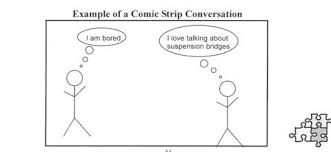 Example of a Comic Strip Conversation
I am bored
I love talking about
suspension bridges